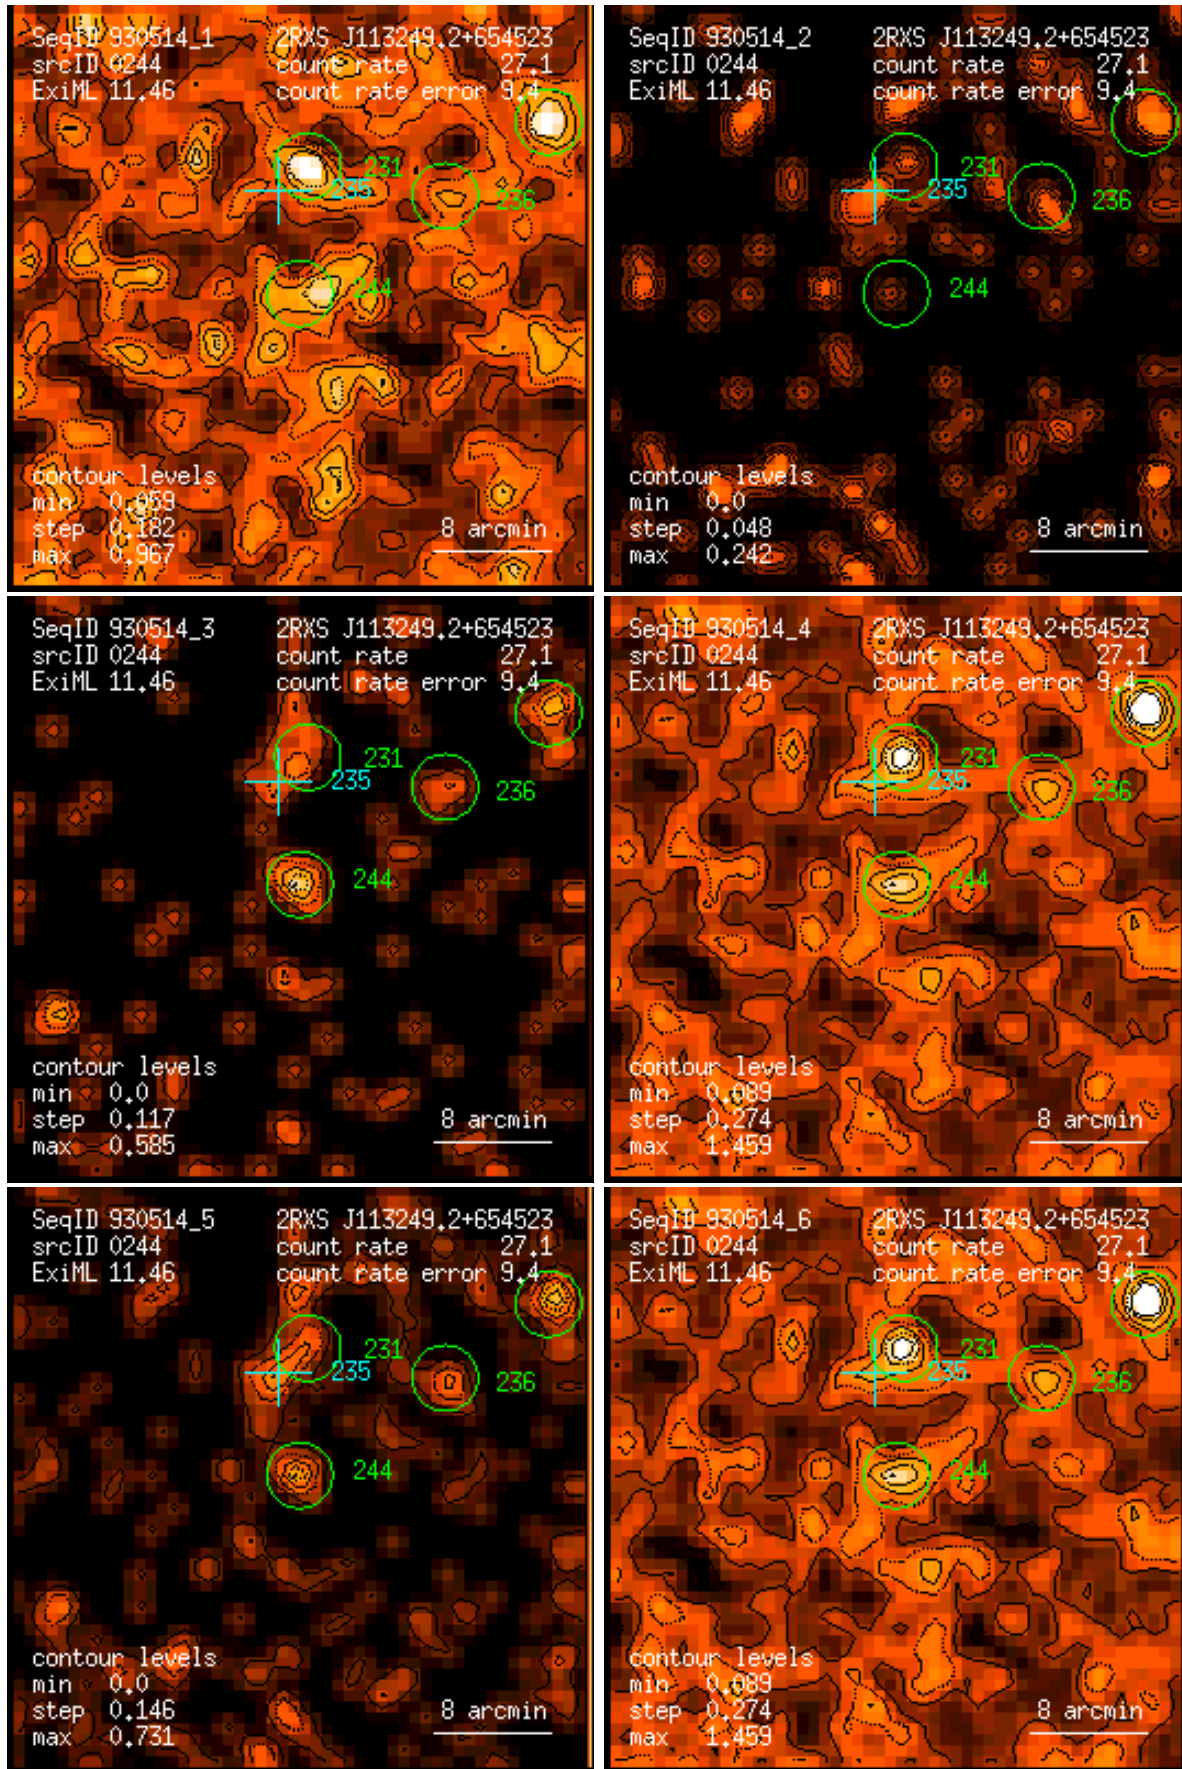 SeqID 930514_1 2RXS J113249.2+654523
srcID 0244 count rate 27.1
ExiML 11.46 count rate error 9.4
231
235
236
244
contour levels
min 0.059
step 0.182 8 arcmin
max 0.967
SeqID 930514_2 2RXS J113249.2+654523
srcID 0244 count rate 27.1
ExiML 11.46 count rate error 9.4
231
235
236
244
contour levels
min 0.0
step 0.048 8 arcmin
max 0.242
SeqID 930514_3 2RXS J113249.2+654523
srcID 0244 count rate 27.1
ExiML 11.46 count rate error 9.4
231
235
236
244
contour levels
min 0.0
step 0.117 8 arcmin
max 0.585
SeqID 930514_4 2RXS J113249.2+654523
srcID 0244 count rate 27.1
ExiML 11.46 count rate error 9.4
231
235
236
244
contour levels
min 0.089
step 0.274 8 arcmin
max 1.459
SeqID 930514_5 2RXS J113249.2+654523
srcID 0244 count rate 27.1
ExiML 11.46 count rate error 9.4
231
235
236
244
contour levels
min 0.0
step 0.146 8 arcmin
max 0.731
SeqID 930514_6 2RXS J113249.2+654523
srcID 0244 count rate 27.1
ExiML 11.46 count rate error 9.4
231
235
236
244
contour levels
min 0.089
step 0.274 8 arcmin
max 1.459